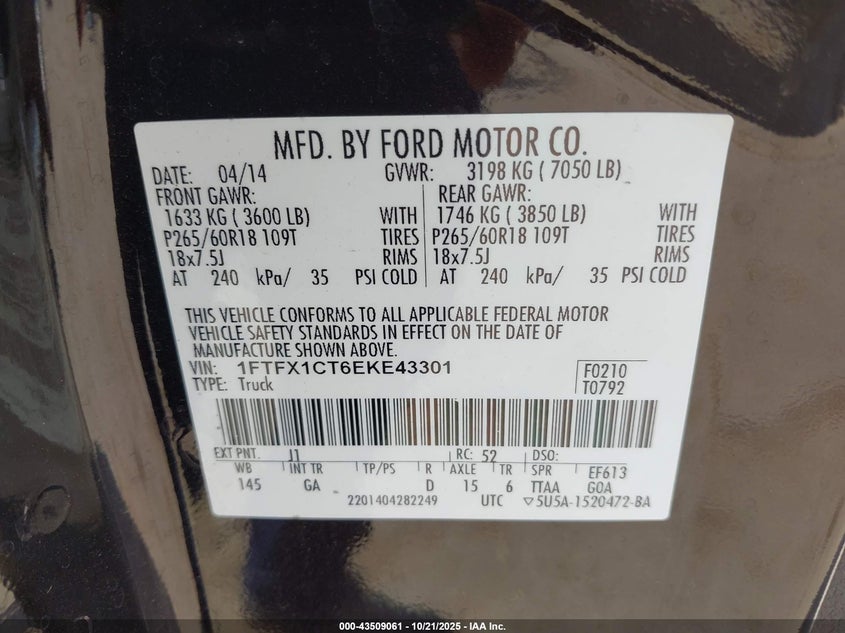 MFD. BY FORD MOTOR CO.
DATE: 04/14 GVWR: 3198 KG ( 7050 LB)
FRONT GAWR: REAR GAWR:
1633 KG ( 3600 LB) WITH 1746 KG ( 3850 LB) WITH
P265/60R18 109T TIRES P265/60R18 109T TIRES
18x7.5J RIMS 18x7.5J RIMS
AT 240 kPa/ 35 PSI COLD AT 240 kPa/ 35 PSI COLD
THIS VEHICLE CONFORMS TO ALL APPLICABLE FEDERAL MOTOR
VEHICLE SAFETY STANDARDS IN EFFECT ON THE DATE OF
MANUFACTURE SHOWN ABOVE.
VIN: 1FTFX1CT6EKE43301 F0210
TYPE: Truck T0792
EXT PNT. J1 RC: 52 DSO:
WB INT TR TP/PS R AXLE TR SPR EF613
145 GA D 15 6 TTAA GOA
2201404282249 UTC ▽5U5A-1520472-BA
000-43509061 - 10/21/2025 - IAA Inc.